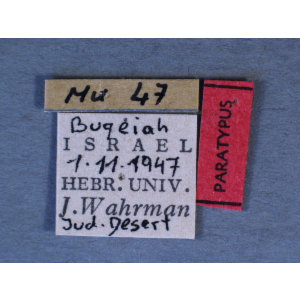 Mu 47
Buqeiah
ISRAEL
1.11.1947
HEBR. UNIV.
J. Wahrman
Jud. Desert
PARATYPUS